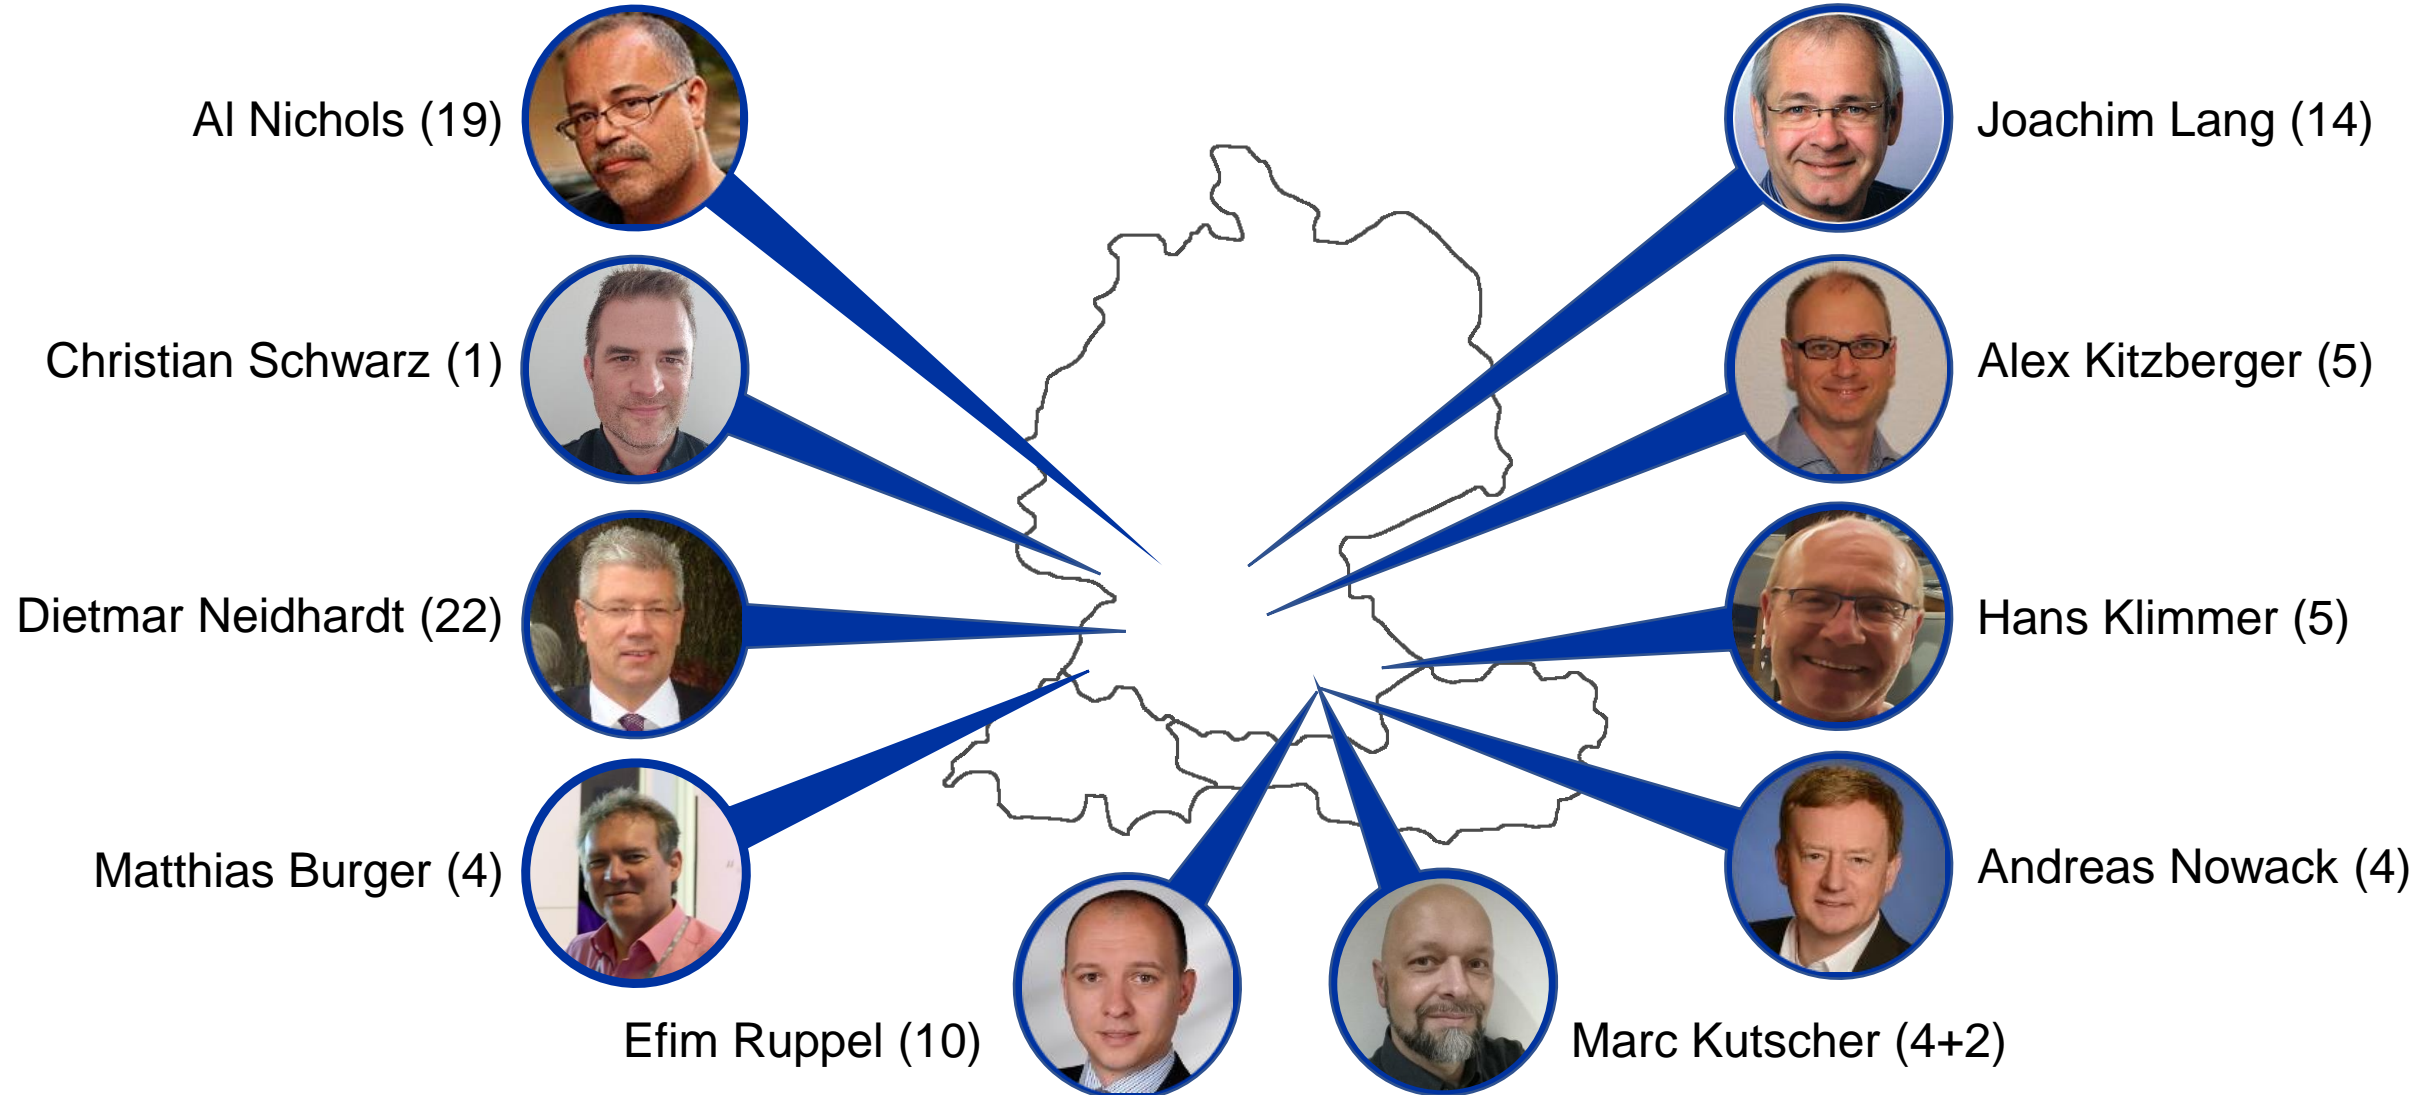 Al Nichols (19)
Joachim Lang (14)
Christian Schwarz (1)
Alex Kitzberger (5)
Dietmar Neidhardt (22)
Hans Klimmer (5)
Matthias Burger (4)
Andreas Nowack (4)
Efim Ruppel (10)
Marc Kutscher (4+2)